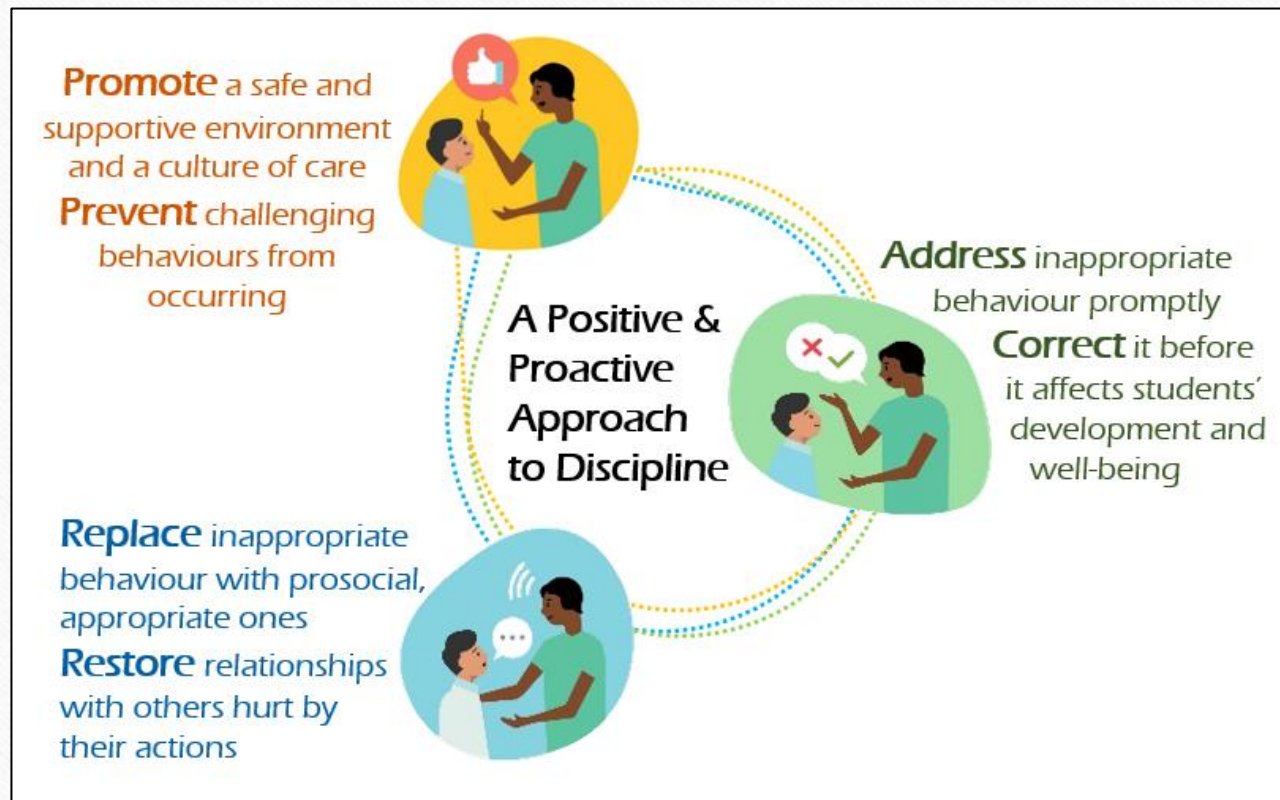 Promote a safe and
supportive environment
and a culture of care
Prevent challenging
behaviours from
occurring
A Positive &
Proactive
Approach
to Discipline
Address inappropriate
behaviour promptly
Correct it before
it affects students'
development and
well-being
Replace inappropriate
behaviour with prosocial,
appropriate ones
Restore relationships
with others hurt by
their actions